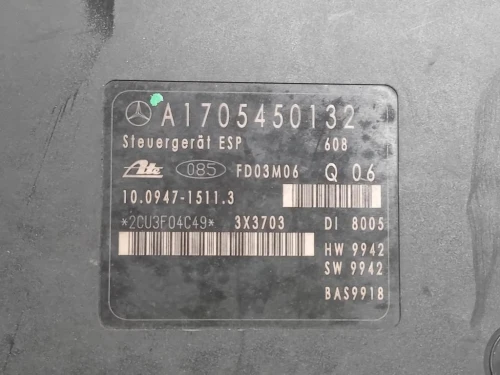 A1705450132
Steuergerät ESP /608
Ate 085 FD03M06 Q 06
10.0947-1511.3
*2CU3F04C49* 3X3703 DI 8005
HW 9942
SW 9942
BAS9918